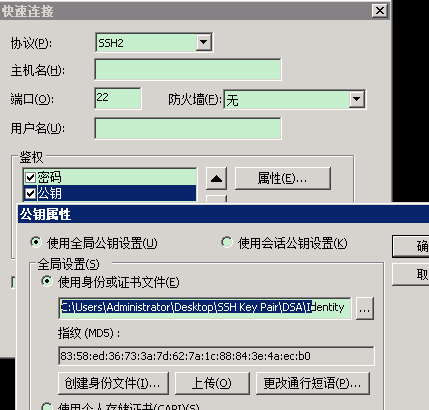 快速连接
协议(P): SSH2
主机名(H):
端口(O): 22 防火墙(F): 无
用户名(U):
鉴权
密码
公钥
属性(E)...
公钥属性
使用全局公钥设置(U) 使用会话公钥设置(K)
确
全局设置(S)
取
使用身份或证书文件(E)
C:\Users\Administrator\Desktop\SSH Key Pair\DSA\Identity ...
指纹 (MD5) :
83:58:ed:36:73:3a:7d:62:7a:1c:88:84:3e:4a:ec:b0
创建身份文件(I)... 上传(O) 更改通行短语(P)...
使用个人存储证书(CAPI)(S)